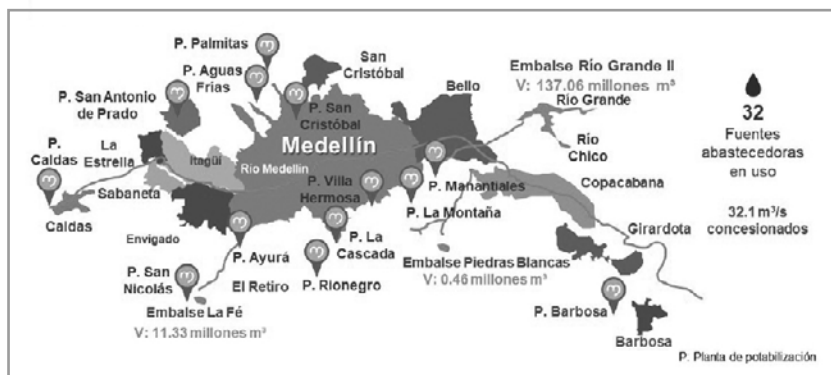 P. Palmitas
P. Aguas
Frias
San
Cristóbal
P. San Antonio
de Prado
P. San
Cristóbal
Bello
Embalse Río Grande II
V: 137.06 millones m³
Río Grande
Río
Chico
32
Fuentes
abastecedoras
en uso
32.1 m³/s
concesionados
P.
Caldas
La
Estrella
Itagüí
Medellín
Río Medellín
Sabaneta
Caldas
P. Villa
Hermosa
P. Manantiales
Copacabana
P. La Montaña
Girardota
Envigado
P. Ayurá
P. La
Cascada
P. San
Nicolás
El Retiro
P. Rionegro
Embalse Piedras Blancas
V: 0.46 millones m³
Embalse La Fé
V: 11.33 millones m³
P. Barbosa
Barbosa
P. Planta de potabilización